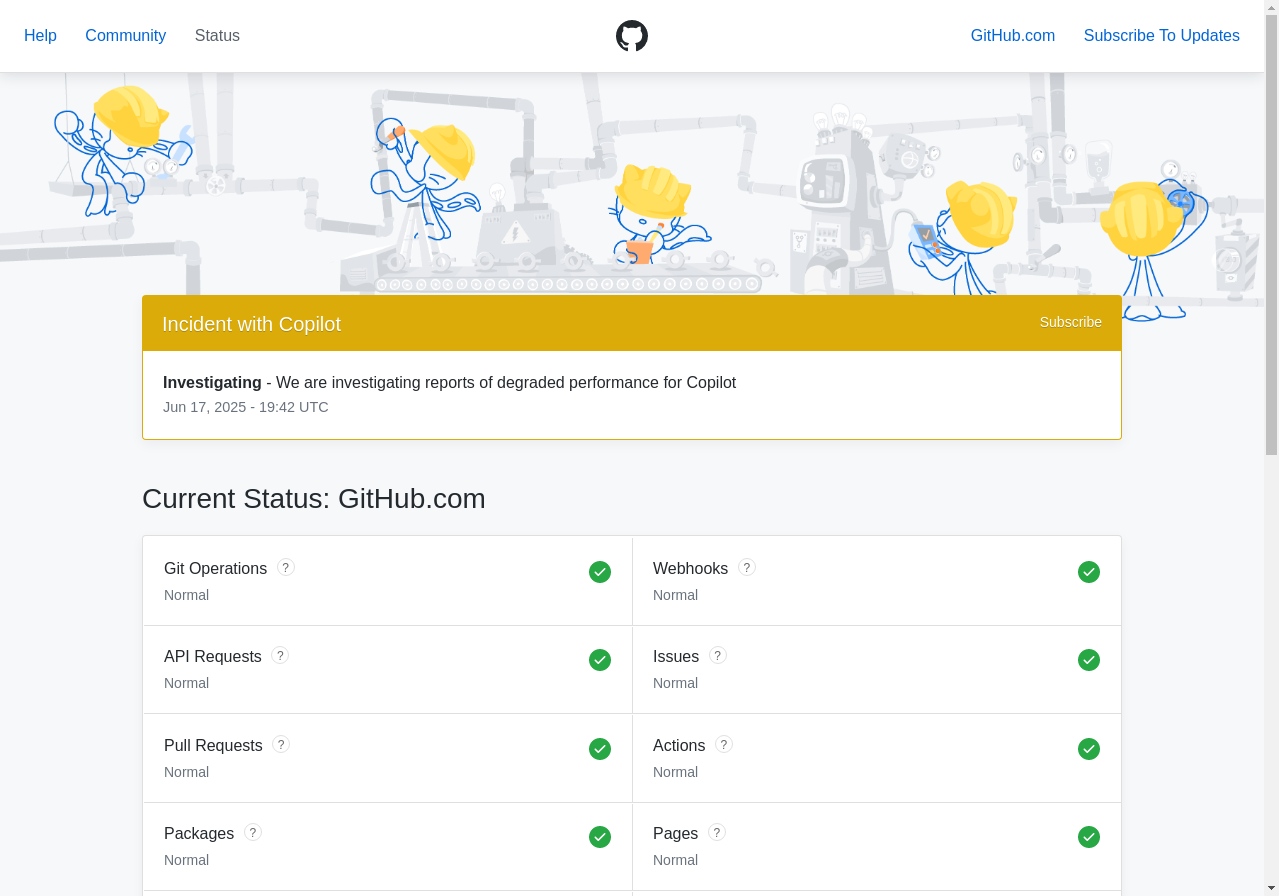 Help Community Status GitHub.com Subscribe To Updates
Incident with Copilot Subscribe
Investigating - We are investigating reports of degraded performance for Copilot
Jun 17, 2025 - 19:42 UTC
Current Status: GitHub.com
Git Operations ? Webhooks ?
Normal Normal
API Requests ? Issues ?
Normal Normal
Pull Requests ? Actions ?
Normal Normal
Packages ? Pages ?
Normal Normal